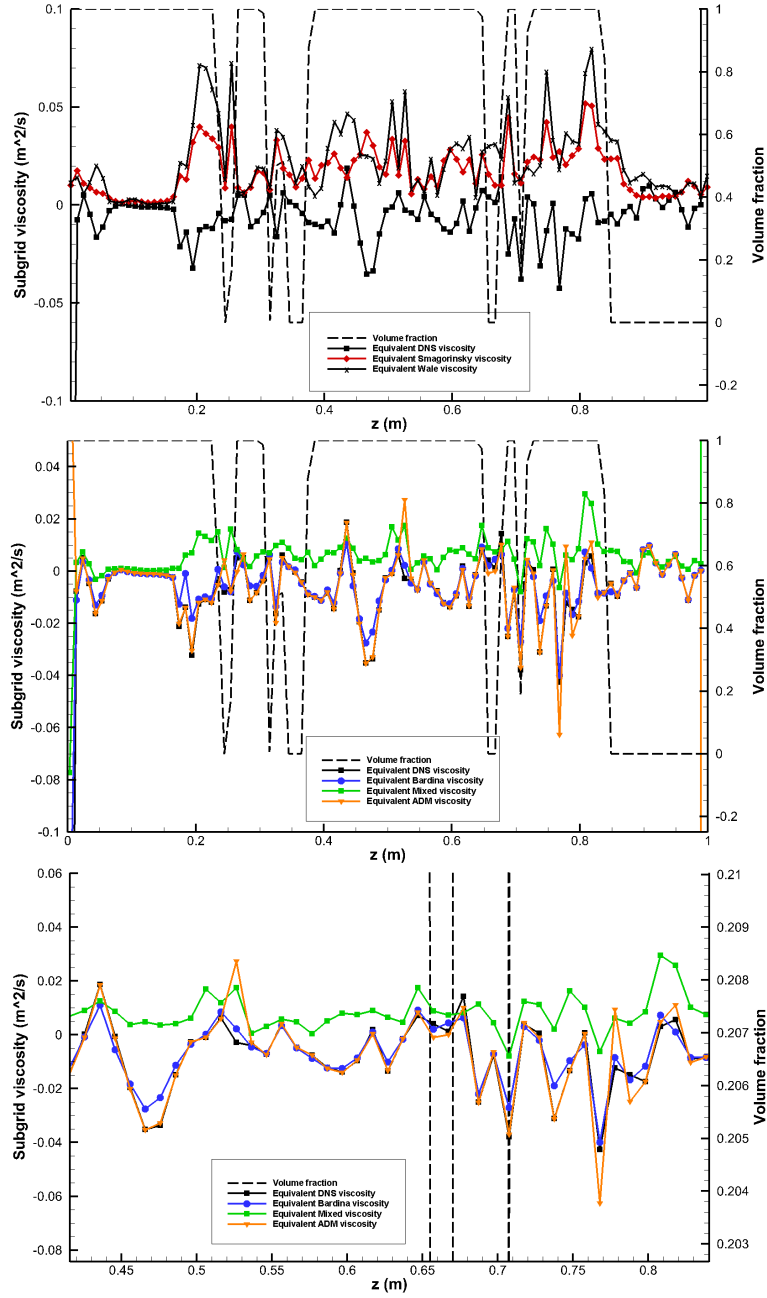 0.1
0.05
0
-0.05
-0.1
Subgrid viscosity (m^2/s)
1
0.8
0.6
0.4
0.2
0
-0.2
Volume fraction
Volume fraction
Equivalent DNS viscosity
Equivalent Smagorinsky viscosity
Equivalent Wale viscosity
0.2 0.4 0.6 0.8
z (m)
0.04
0.02
0
-0.02
-0.04
-0.06
-0.08
-0.1
Subgrid viscosity (m^2/s)
1
0.8
0.6
0.4
0.2
0
-0.2
Volume fraction
Volume fraction
Equivalent DNS viscosity
Equivalent Bardina viscosity
Equivalent Mixed viscosity
Equivalent ADM viscosity
0 0.2 0.4 0.6 0.8 1
z (m)
0.06
0.04
0.02
0
-0.02
-0.04
-0.06
-0.08
Subgrid viscosity (m^2/s)
0.21
0.209
0.208
0.207
0.206
0.205
0.204
0.203
Volume fraction
Volume fraction
Equivalent DNS viscosity
Equivalent Bardina viscosity
Equivalent Mixed viscosity
Equivalent ADM viscosity
0.45 0.5 0.55 0.6 0.65 0.7 0.75 0.8
z (m)